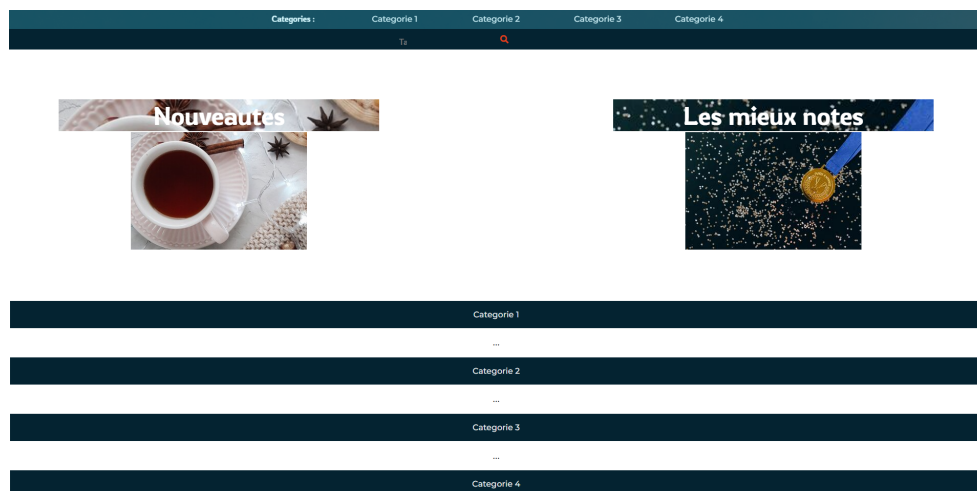 Categories : Categorie 1 Categorie 2 Categorie 3 Categorie 4
Nouveautes
Les mieux notes
Categorie 1
...
Categorie 2
...
Categorie 3
...
Categorie 4